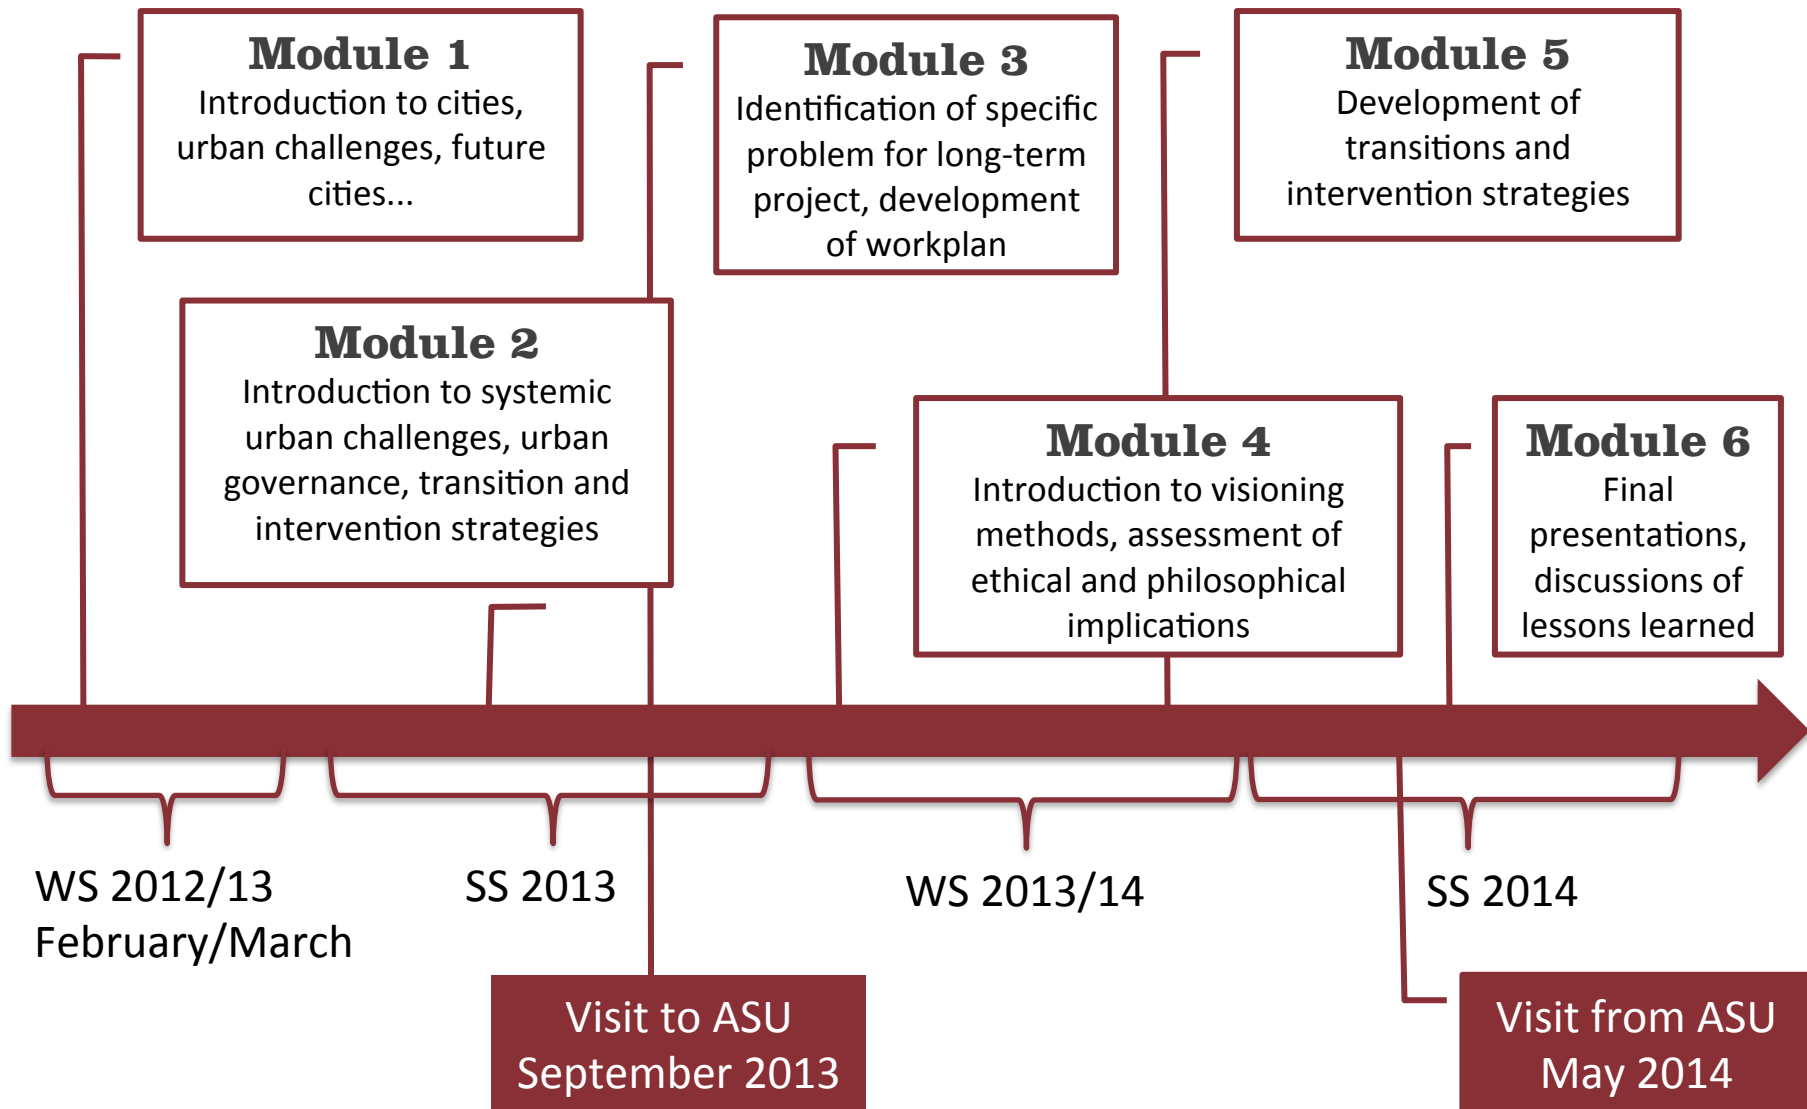 Module 1
Introduction to cities,
urban challenges, future
cities...
Module 2
Introduction to systemic
urban challenges, urban
governance, transition and
intervention strategies
Module 3
Identification of specific
problem for long-term
project, development
of workplan
Module 4
Introduction to visioning
methods, assessment of
ethical and philosophical
implications
Module 5
Development of
transitions and
intervention strategies
Module 6
Final
presentations,
discussions of
lessons learned
WS 2012/13
February/March
SS 2013
WS 2013/14
SS 2014
Visit to ASU
September 2013
Visit from ASU
May 2014